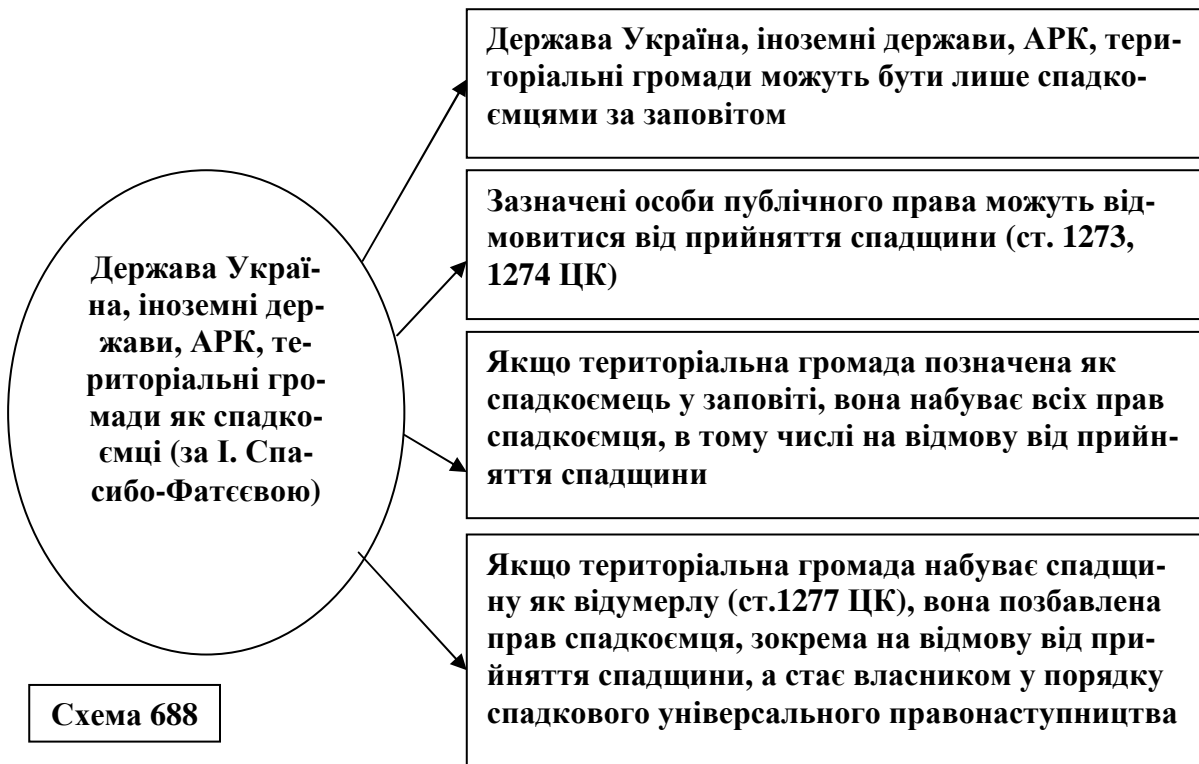 Держава Украї-
на, іноземні дер-
жави, АРК, те-
риторіальні гро-
мади як спадко-
ємці (за І. Спа-
сибо-Фатєєвою)
Держава Україна, іноземні держави, АРК, тери-
торіальні громади можуть бути лише спадко-
ємцями за заповітом
Зазначені особи публічного права можуть від-
мовитися від прийняття спадщини (ст. 1273,
1274 ЦК)
Якщо територіальна громада позначена як
спадкоємець у заповіті, вона набуває всіх прав
спадкоємця, в тому числі на відмову від прийн-
яття спадщини
Якщо територіальна громада набуває спадщи-
ну як відумерлу (ст.1277 ЦК), вона позбавлена
прав спадкоємця, зокрема на відмову від при-
йняття спадщини, а стає власником у порядку
спадкового універсального правонаступництва
Схема 688